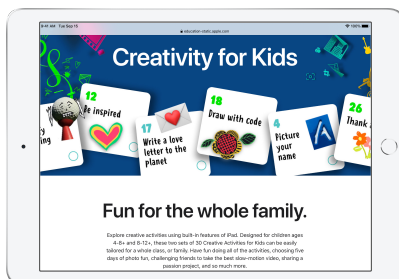 9:41 AM Tue Sep 15
100%
education-static.apple.com
Creativity for Kids
12
Be inspired
17
Write a love
letter to the
planet
18
Draw with code
4
Picture
your
name
26
Thank
Fun for the whole family.
Explore creative activities using built-in features of iPad. Designed for children ages
4–8+ and 8–12+, these two sets of 30 Creative Activities for Kids can be easily
tailored for a whole class, or family. Have fun doing all of the activities, choosing five
days of photo fun, challenging friends to take the best slow-motion video, sharing a
passion project, and so much more.